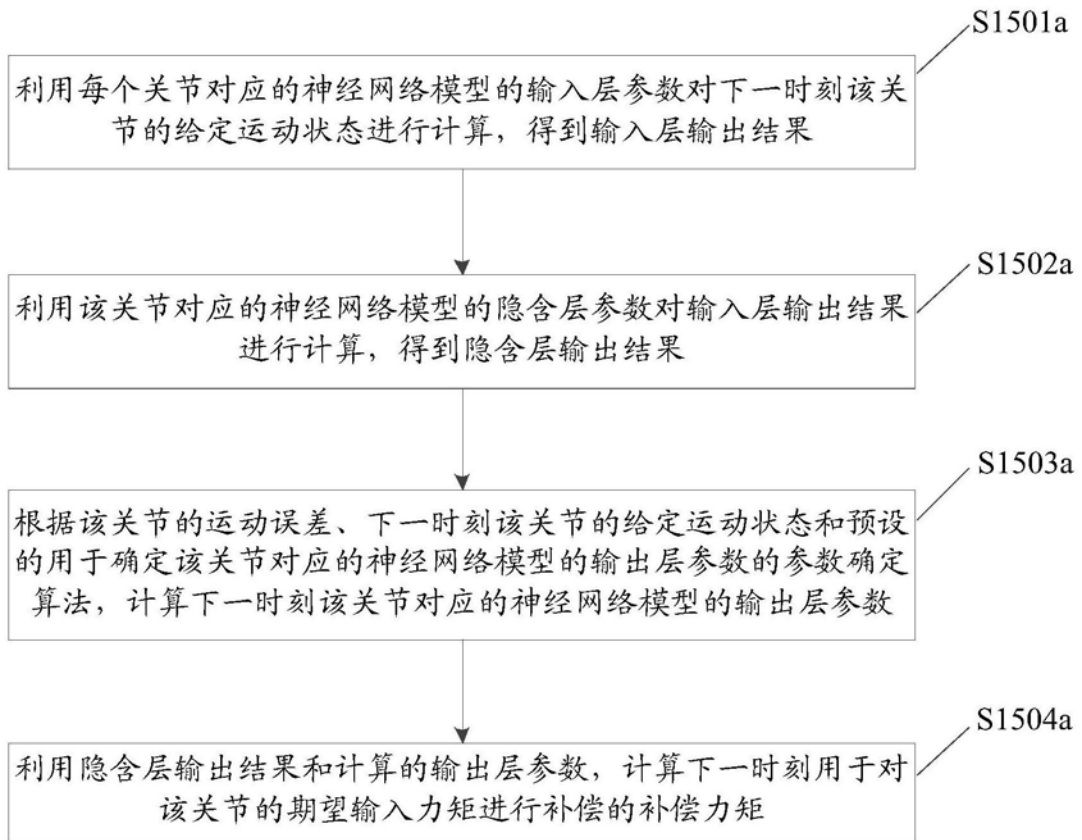 S1501a
利用每个关节对应的神经网络模型的输入层参数对下一时刻该关
节的给定运动状态进行计算，得到输入层输出结果
S1502a
利用该关节对应的神经网络模型的隐含层参数对输入层输出结果
进行计算，得到隐含层输出结果
S1503a
根据该关节的运动误差、下一时刻该关节的给定运动状态和预设
的用于确定该关节对应的神经网络模型的输出层参数的参数确定
算法，计算下一时刻该关节对应的神经网络模型的输出层参数
S1504a
利用隐含层输出结果和计算的输出层参数，计算下一时刻用于对
该关节的期望输入力矩进行补偿的补偿力矩